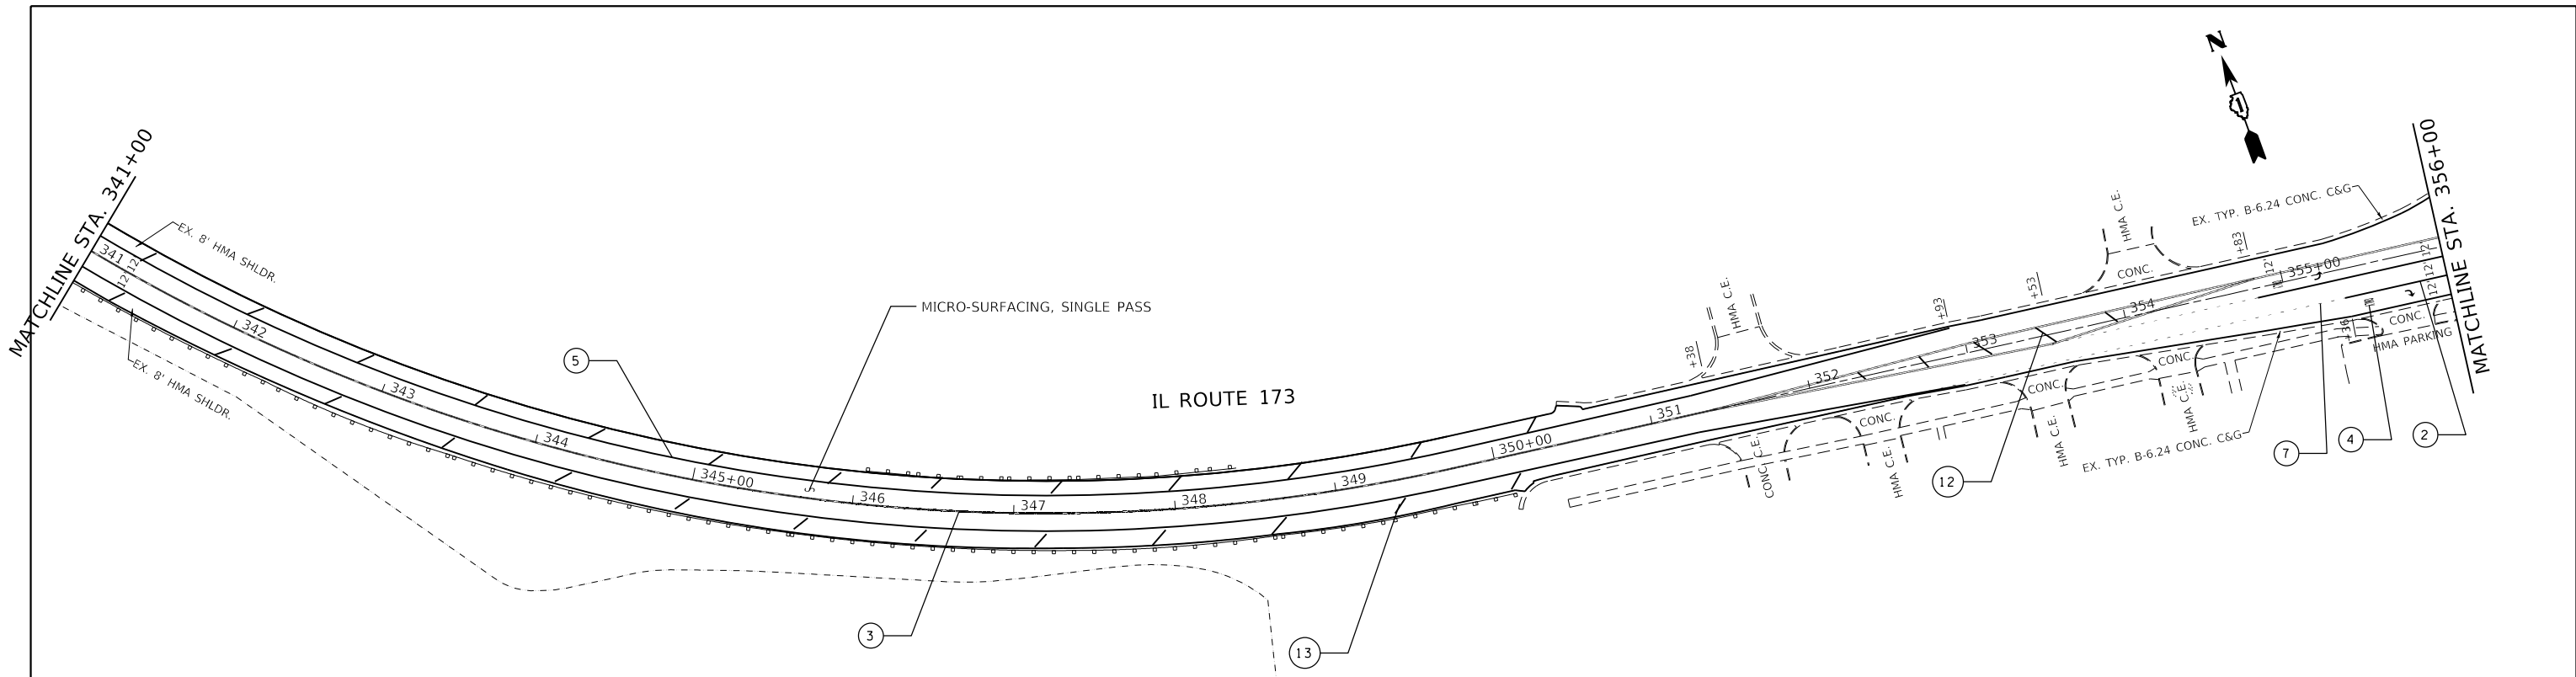 MATCHLINE STA. 341+00
EX. 8' HMA SHLDR.
EX. 8' HMA SHLDR.
12'
12'
341
342
343
344
345+00
346
347
348
349
350+00
351
352
353
354
355+00
5
MICRO-SURFACING, SINGLE PASS
3
IL ROUTE 173
13
N
+38
HMA C.E.
+93
+53
HMA C.E.
CONC.
+83
EX. TYP. B-6.24 CONC. C&G
12'
12'
12'
12'
MATCHLINE STA. 356+00
CONC. C.E.
CONC.
HMA C.E.
CONC.
HMA C.E.
CONC.
HMA C.E.
EX. TYP. B-6.24 CONC. C&G
+36
CONC.
HMA PARKING
12
7
4
2